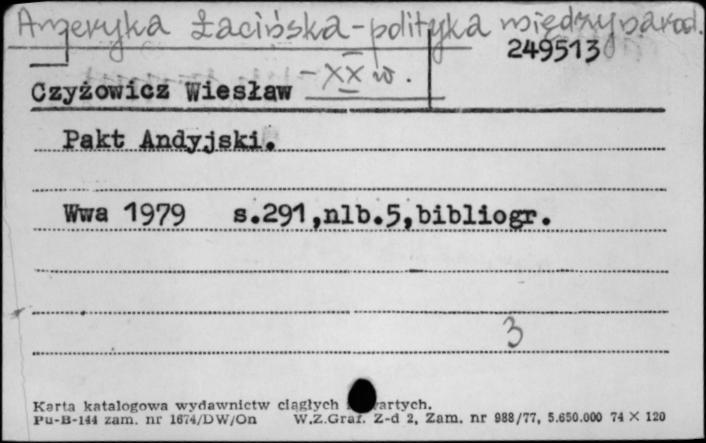 Ameryka Łacińska - polityka międzynarod.
249513
- XX w.
Czyżowicz Wiesław
Pakt Andyjski.
Wwa 1979 s.291,nlb.5,bibliogr.
3
Karta katalogowa wydawnictw ciągłych
Pu-B-144 zam. nr 1674/DW/On W.Z.Graf. Z-d 2, Zam. nr 988/77, 5.650.000 74 X 120